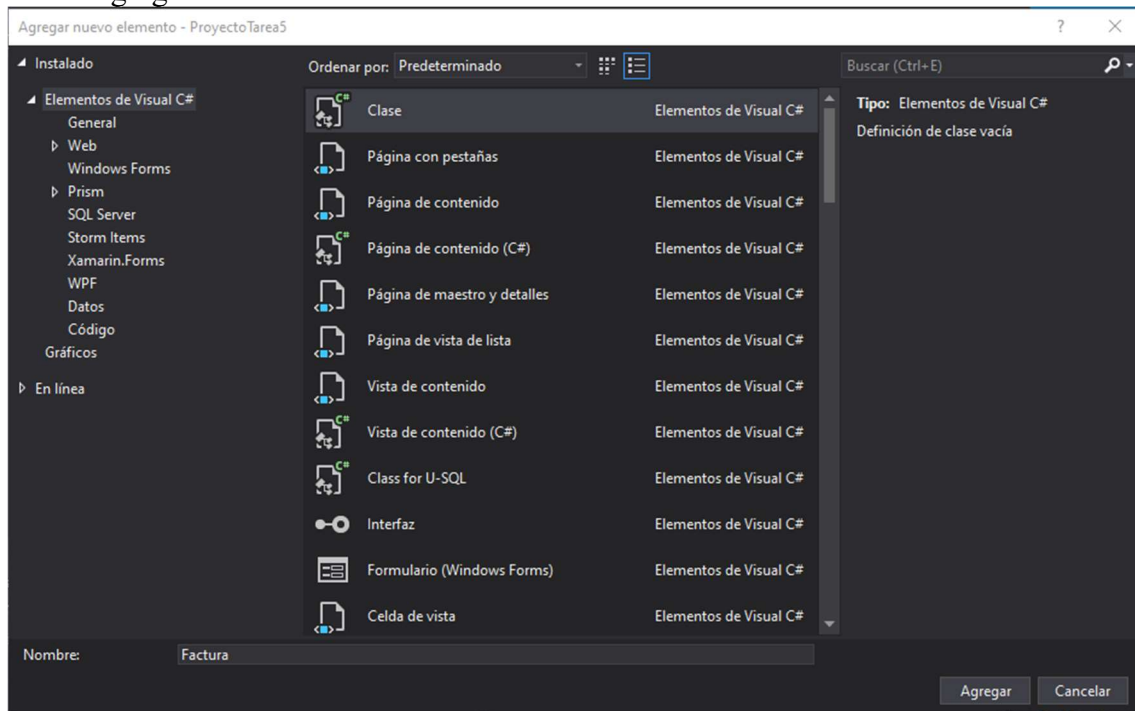 Agregar nuevo elemento - ProyectoTarea5
? ×
Instalado
Elementos de Visual C#
General
Web
Windows Forms
Prism
SQL Server
Storm Items
Xamarin.Forms
WPF
Datos
Código
Gráficos
En línea
Ordenar por: Predeterminado
Clase Elementos de Visual C#
Página con pestañas Elementos de Visual C#
Página de contenido Elementos de Visual C#
Página de contenido (C#) Elementos de Visual C#
Página de maestro y detalles Elementos de Visual C#
Página de vista de lista Elementos de Visual C#
Vista de contenido Elementos de Visual C#
Vista de contenido (C#) Elementos de Visual C#
Class for U-SQL Elementos de Visual C#
Interfaz Elementos de Visual C#
Formulario (Windows Forms) Elementos de Visual C#
Celda de vista Elementos de Visual C#
Buscar (Ctrl+E)
Tipo: Elementos de Visual C#
Definición de clase vacía
Nombre: Factura
Agregar Cancelar